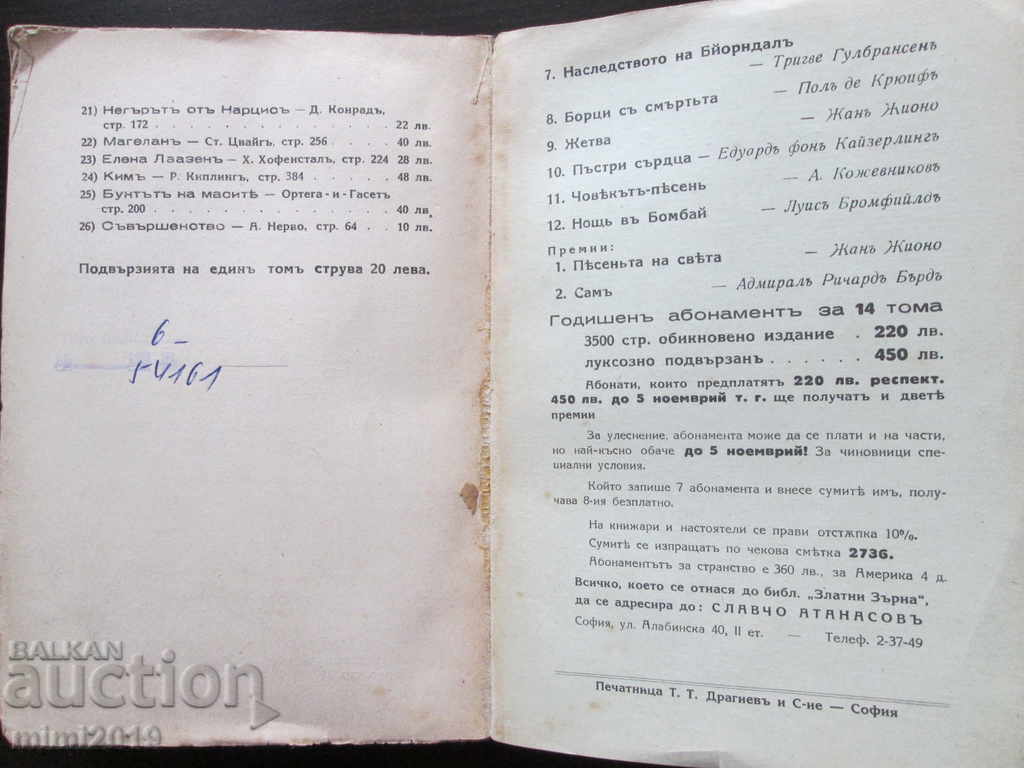 21) Негърътъ отъ Нарцисъ — Д. Конрадъ,
стр. 172 . . . . . . . . . . . 22 лв.
22) Магеланъ — Ст. Цвайгъ, стр. 256 . . . 40 лв.
23) Елена Лаазенъ — Х. Хофенсталъ, стр. 224 28 лв.
24) Кимъ — Р. Киплингъ, стр. 384 . . . . 48 лв.
25) Бунтътъ на маситѣ — Ортега - и - Гасетъ
стр. 200 . . . . . . . . . . . 40 лв.
26) Съвършенство — А. Нерво, стр. 64 . . 10 лв.
Подвързията на единъ томъ струва 20 лева.
6 —
54161
7. Наследството на Бйорндалъ
— Тригве Гулбрансенъ
8. Борци съ смъртьта — Полъ де Крюифъ
9. Жетва — Жанъ Жионо
10. Пъстри сърдца — Едуардъ фонъ Кайзерлингъ
11. Човѣкътъ-пѣсень — А. Кожевниковъ
12. Нощь въ Бомбай — Луисъ Бромфийлдъ
Премии:
1. Пѣсеньта на свѣта — Жанъ Жионо
2. Самъ — Адмиралъ Ричардъ Бърдъ
Годишенъ абонаментъ за 14 тома
3500 стр. обикновено издание . 220 лв.
луксозно подвързанъ . . . . . . 450 лв.
Абонати, които предплатятъ 220 лв. респект.
450 лв. до 5 ноемврий т. г. ще получатъ и дветѣ
премии
За улеснение, абонамента може да се плати и на части,
но най-късно обаче до 5 ноемврий! За чиновници спе-
циални условия.
Който запише 7 абонамента и внесе сумитѣ имъ, полу-
чава 8-ия безплатно.
На книжари и настоятели се прави отстѫпка 10%.
Сумитѣ се изпращатъ по чекова смѣтка 2736.
Абонаментътъ за странство е 360 лв., за Америка 4 д.
Всичко, което се отнася до библ. „Златни Зърна“,
да се адресира до: СЛАВЧО АТАНАСОВЪ
София, ул. Алабинска 40, II ет. — Телеф. 2-37-49
Печатница Т. Т. Драгиевъ и С-ие — София
BALKAN
auction
mimi2019